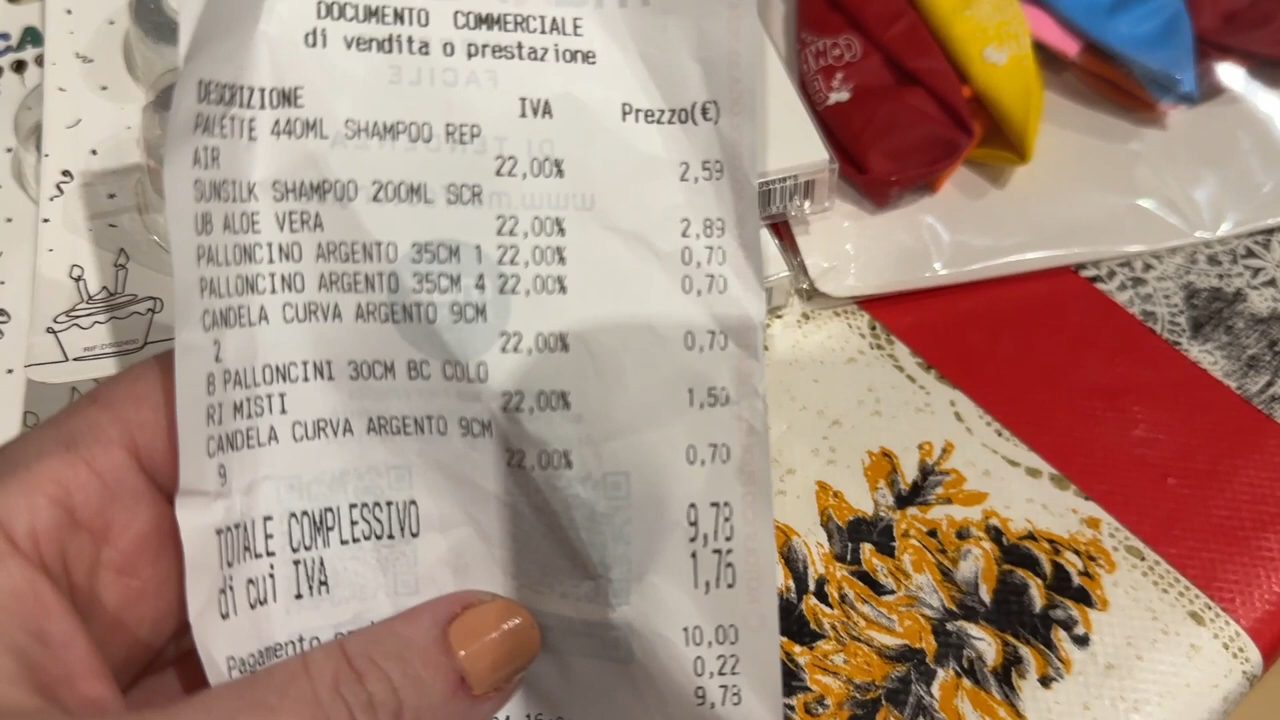 DOCUMENTO COMMERCIALE
di vendita o prestazione
DESCRIZIONE IVA Prezzo(€)
PALETTE 440ML SHAMPOO REP
AIR 22,00% 2,59
SUNSILK SHAMPOO 200ML SCR
UB ALOE VERA 22,00% 2,89
PALLONCINO ARGENTO 35CM 1 22,00% 0,70
PALLONCINO ARGENTO 35CM 4 22,00% 0,70
CANDELA CURVA ARGENTO 9CM
2 22,00% 0,70
8 PALLONCINI 30CM BC COLO
RI MISTI 22,00% 1,50
CANDELA CURVA ARGENTO 9CM
9 22,00% 0,70
TOTALE COMPLESSIVO 9,78
di cui IVA 1,76
Pagamento 10,00
0,22
9,78